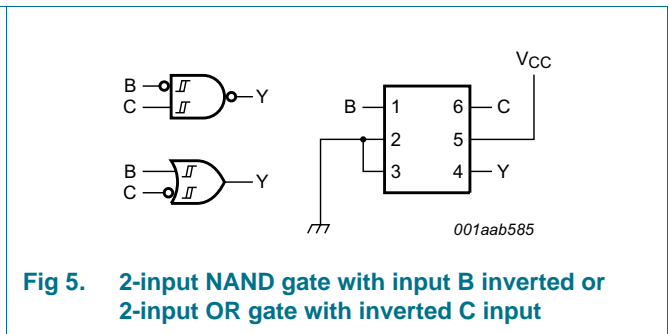 B
C
Y
B
C
Y
VCC
B 1 6 C
2 5
3 4 Y
001aab585
Fig 5. 2-input NAND gate with input B inverted or
2-input OR gate with inverted C input